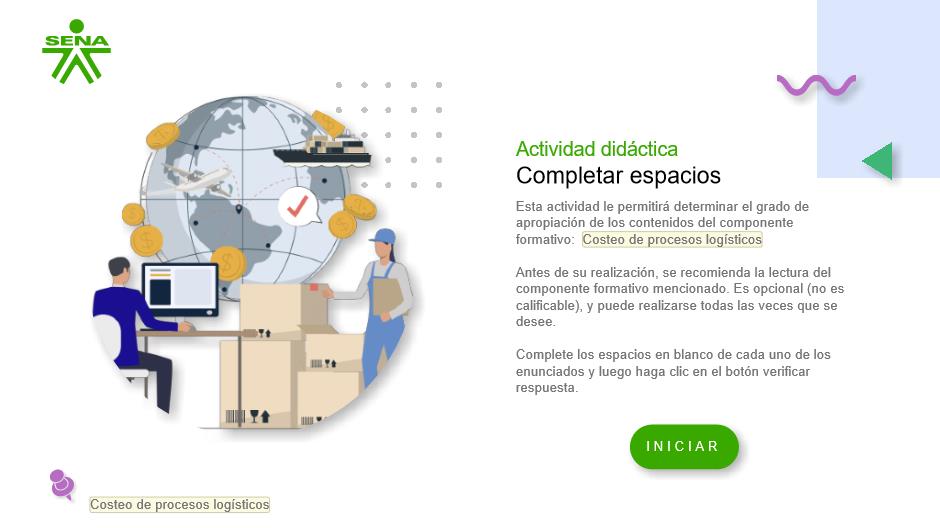 SENA
Actividad didáctica
Completar espacios
Esta actividad le permitirá determinar el grado de
apropiación de los contenidos del componente
formativo: Costeo de procesos logísticos
Antes de su realización, se recomienda la lectura del
componente formativo mencionado. Es opcional (no es
calificable), y puede realizarse todas las veces que se
desee.
Complete los espacios en blanco de cada uno de los
enunciados y luego haga clic en el botón verificar
respuesta.
INICIAR
Costeo de procesos logísticos